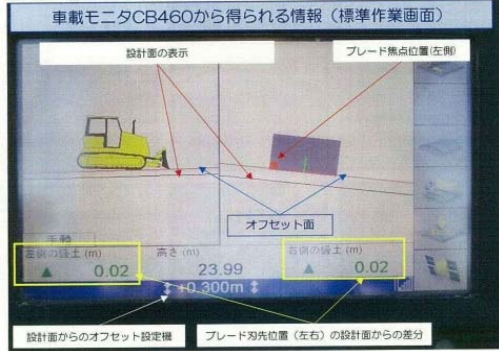 車載モニタCB460から得られる情報（標準作業画面）
設計面の表示
ブレード焦点位置(左側)
オフセット面
手動
左側の盛土 (m)
高さ (m)
右側の盛土 (m)
▲ 0.02
23.99
▲ 0.02
+0.300m
設計面からのオフセット設定機
ブレード刃先位置（左右）の設計面からの差分